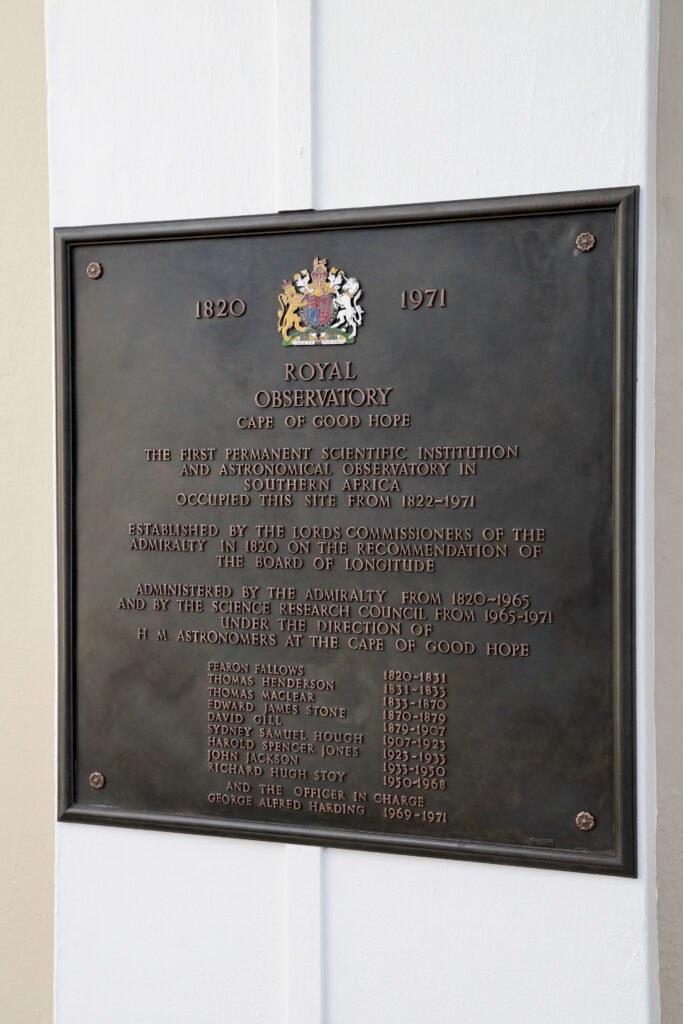 1820 1971
ROYAL
OBSERVATORY
CAPE OF GOOD HOPE
THE FIRST PERMANENT SCIENTIFIC INSTITUTION
AND ASTRONOMICAL OBSERVATORY IN
SOUTHERN AFRICA
OCCUPIED THIS SITE FROM 1822-1971
ESTABLISHED BY THE LORDS COMMISSIONERS OF THE
ADMIRALTY IN 1820 ON THE RECOMMENDATION OF
THE BOARD OF LONGITUDE
ADMINISTERED BY THE ADMIRALTY FROM 1820-1965
AND BY THE SCIENCE RESEARCH COUNCIL FROM 1965-1971
UNDER THE DIRECTION OF
H M ASTRONOMERS AT THE CAPE OF GOOD HOPE
FEARON FALLOWS 1820-1831
THOMAS HENDERSON 1831-1833
THOMAS MACLEAR 1833-1870
EDWARD JAMES STONE 1870-1879
DAVID GILL 1879-1907
SYDNEY SAMUEL HOUGH 1907-1923
HAROLD SPENCER JONES 1923-1933
JOHN JACKSON 1933-1950
RICHARD HUGH STOY 1950-1968
AND THE OFFICER IN CHARGE
GEORGE ALFRED HARDING 1969-1971